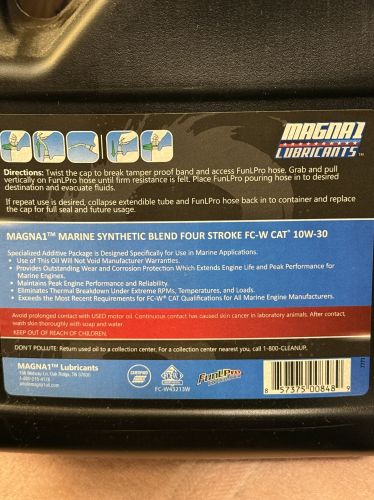 MAGNA1
LUBRICANTS™
Directions: Twist the cap to break tamper proof band and access FunLPro hose. Grab and pull
vertically on FunLPro hose until firm resistance is felt. Place FunLPro pouring hose in to desired
destination and evacuate fluids.
If repeat use is desired, collapse extendible tube and FunLPro hose back in to container and replace
the cap for full seal and future usage.
MAGNA1™ MARINE SYNTHETIC BLEND FOUR STROKE FC-W CAT® 10W-30
Specialized Additive Package is Designed Specifically for Use in Marine Applications.
• Use of This Oil Will Not Void Manufacturer Warranties.
• Provides Outstanding Wear and Corrosion Protection Which Extends Engine Life and Peak Performance for
Marine Engines.
• Maintains Peak Engine Performance and Reliability.
• Eliminates Thermal Breakdown Under Extreme RPMs, Temperatures, and Loads.
• Exceeds the Most Recent Requirements for FC-W® CAT Qualifications for All Marine Engine Manufacturers.
Avoid prolonged contact with USED motor oil. Continuous contact has caused skin cancer in laboratory animals. After contact,
wash skin thoroughly with soap and water.
KEEP OUT OF REACH OF CHILDREN.
DON'T POLLUTE: Return used oil to a collection center. For a collection center nearest you, call 1-800-CLEANUP.
MAGNA1™ Lubricants
Oak Ridge, TN 37830
CERTIFIED
FC-W43213W
FunLPro
8 57375 00848 9